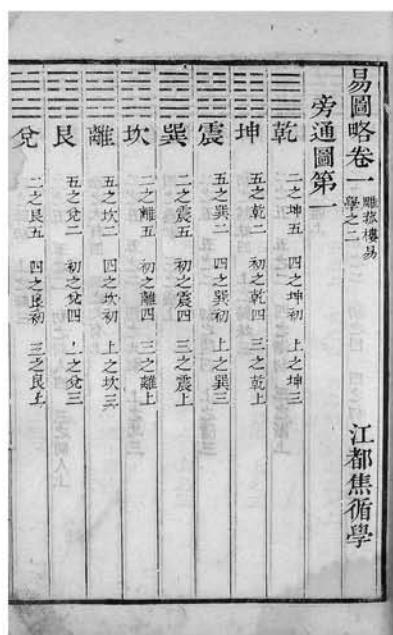 易圖略卷一 雕菰樓易學之二 江都焦循學
旁通圖第一
乾 二之坤五 四之坤初 上之坤三
坤 五之乾二 初之乾四 三之乾上
震 五之巽二 四之巽初 上之巽三
巽 二之震五 初之震四 三之震上
坎 二之離五 初之離四 三之離上
離 五之坎二 四之坎初 上之坎三
艮 五之兌二 初之兌四 上之兌三
兌 二之艮五 四之艮初 三之艮上